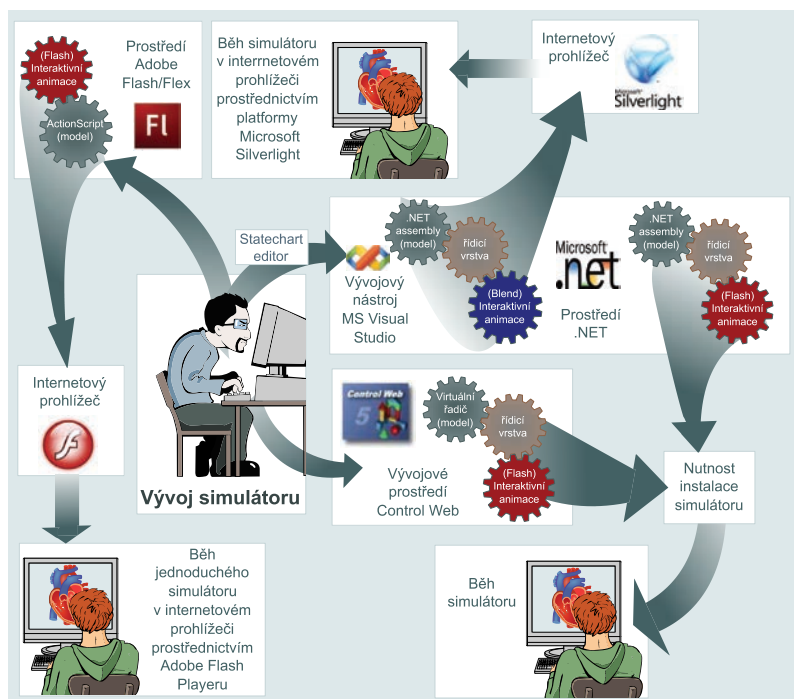 (Flash)
Interaktivní
animace
ActionScript
(model)
Prostředí
Adobe
Flash/Flex
Fl
Běh simulátoru
v interrnetovém
prohlížeči
prostřednictvím
platformy
Microsoft
Silverlight
Internetový
prohlížeč
Microsoft
Silverlight
Statechart
editor
.NET
assembly
(model)
řídicí
vrstva
(Blend)
Interaktivní
animace
Vývojový
nástroj
MS Visual
Studio
Microsoft
.net
Prostředí
.NET
.NET
assembly
(model)
řídicí
vrstva
(Flash)
Interaktivní
animace
Vývoj simulátoru
Internetový
prohlížeč
Control Web
5
Virtuální
řadič
(model)
řídicí
vrstva
(Flash)
Interaktivní
animace
Vývojové
prostředí
Control Web
Nutnost
instalace
simulátoru
Běh
jednoduchého
simulátoru
v internetovém
prohlížeči
prostřednictvím
Adobe Flash
Playeru
Běh
simulátoru